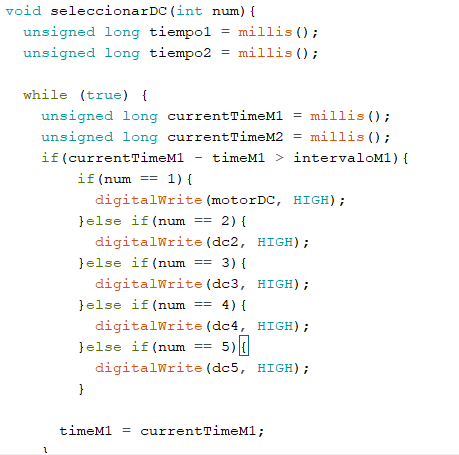 void seleccionarDC(int num){
  unsigned long tiempo1 = millis();
  unsigned long tiempo2 = millis();

  while (true) {
    unsigned long currentTimeM1 = millis();
    unsigned long currentTimeM2 = millis();
    if(currentTimeM1 - timeM1 > intervaloM1){
        if(num == 1){
          digitalWrite(motorDC, HIGH);
        }else if(num == 2){
          digitalWrite(dc2, HIGH);
        }else if(num == 3){
          digitalWrite(dc3, HIGH);
        }else if(num == 4){
          digitalWrite(dc4, HIGH);
        }else if(num == 5){
          digitalWrite(dc5, HIGH);
        }

      timeM1 = currentTimeM1;
    }